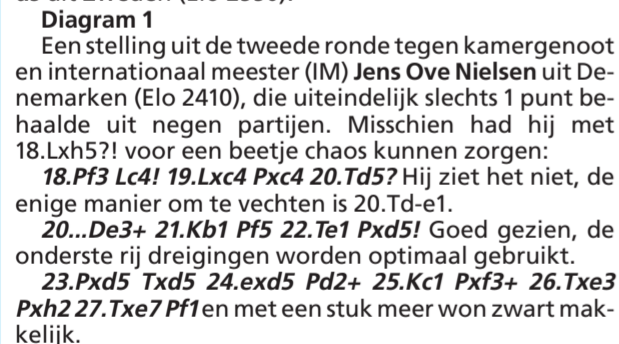 Diagram 1
Een stelling uit de tweede ronde tegen kamergenoot
en internationaal meester (IM) Jens Ove Nielsen uit De-
nemarken (Elo 2410), die uiteindelijk slechts 1 punt be-
haalde uit negen partijen. Misschien had hij met
18.Lxh5?! voor een beetje chaos kunnen zorgen:
18.Pf3 Lc4! 19.Lxc4 Pxc4 20.Td5? Hij ziet het niet, de
enige manier om te vechten is 20.Td-e1.
20...De3+ 21.Kb1 Pf5 22.Te1 Pxd5! Goed gezien, de
onderste rij dreigingen worden optimaal gebruikt.
23.Pxd5 Txd5 24.exd5 Pd2+ 25.Kc1 Pxf3+ 26.Txe3
Pxh2 27.Txe7 Pf1 en met een stuk meer won zwart mak-
kelijk.